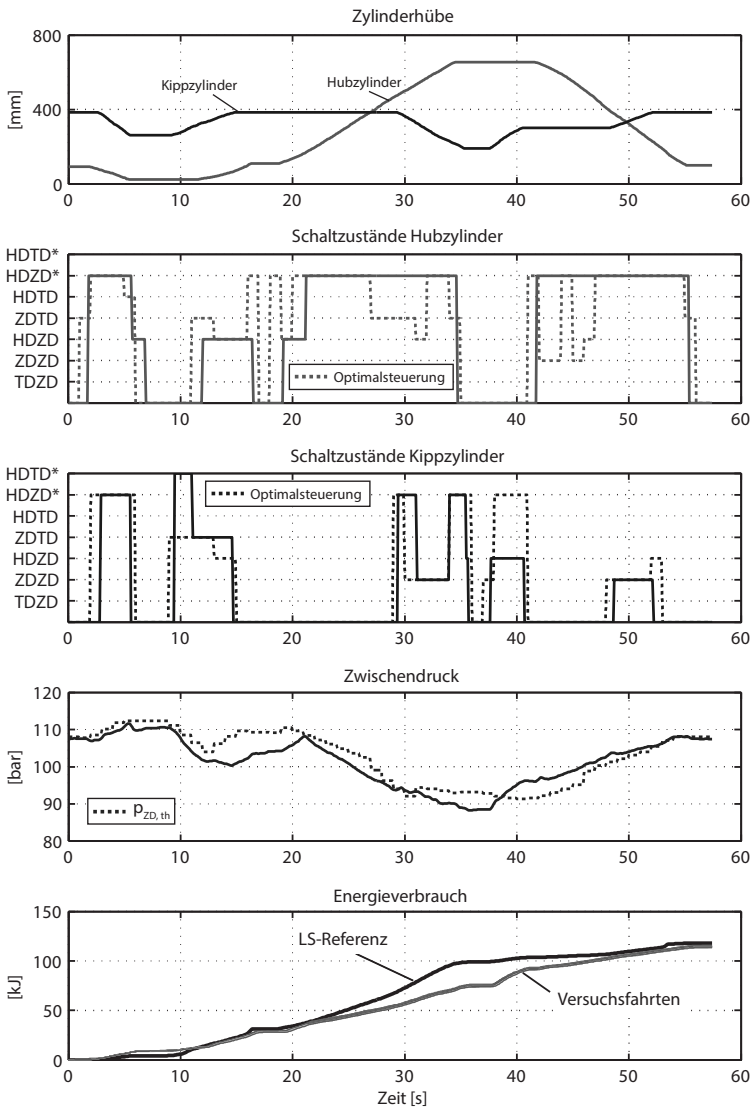 Zylinderhübe
800
400
0
[mm]
Kippzylinder
Hubzylinder
0 10 20 30 40 50 60
Schaltzustände Hubzylinder
HDTD*
HDZD*
HDTD
ZDTD
HDZD
ZDZD
TDZD
Optimalsteuerung
0 10 20 30 40 50 60
Schaltzustände Kippzylinder
HDTD*
HDZD*
HDTD
ZDTD
HDZD
ZDZD
TDZD
Optimalsteuerung
0 10 20 30 40 50 60
Zwischendruck
120
110
100
90
80
[bar]
pZD, th
0 10 20 30 40 50 60
Energieverbrauch
150
100
50
0
[kJ]
LS-Referenz
Versuchsfahrten
0 10 20 30 40 50 60
Zeit [s]